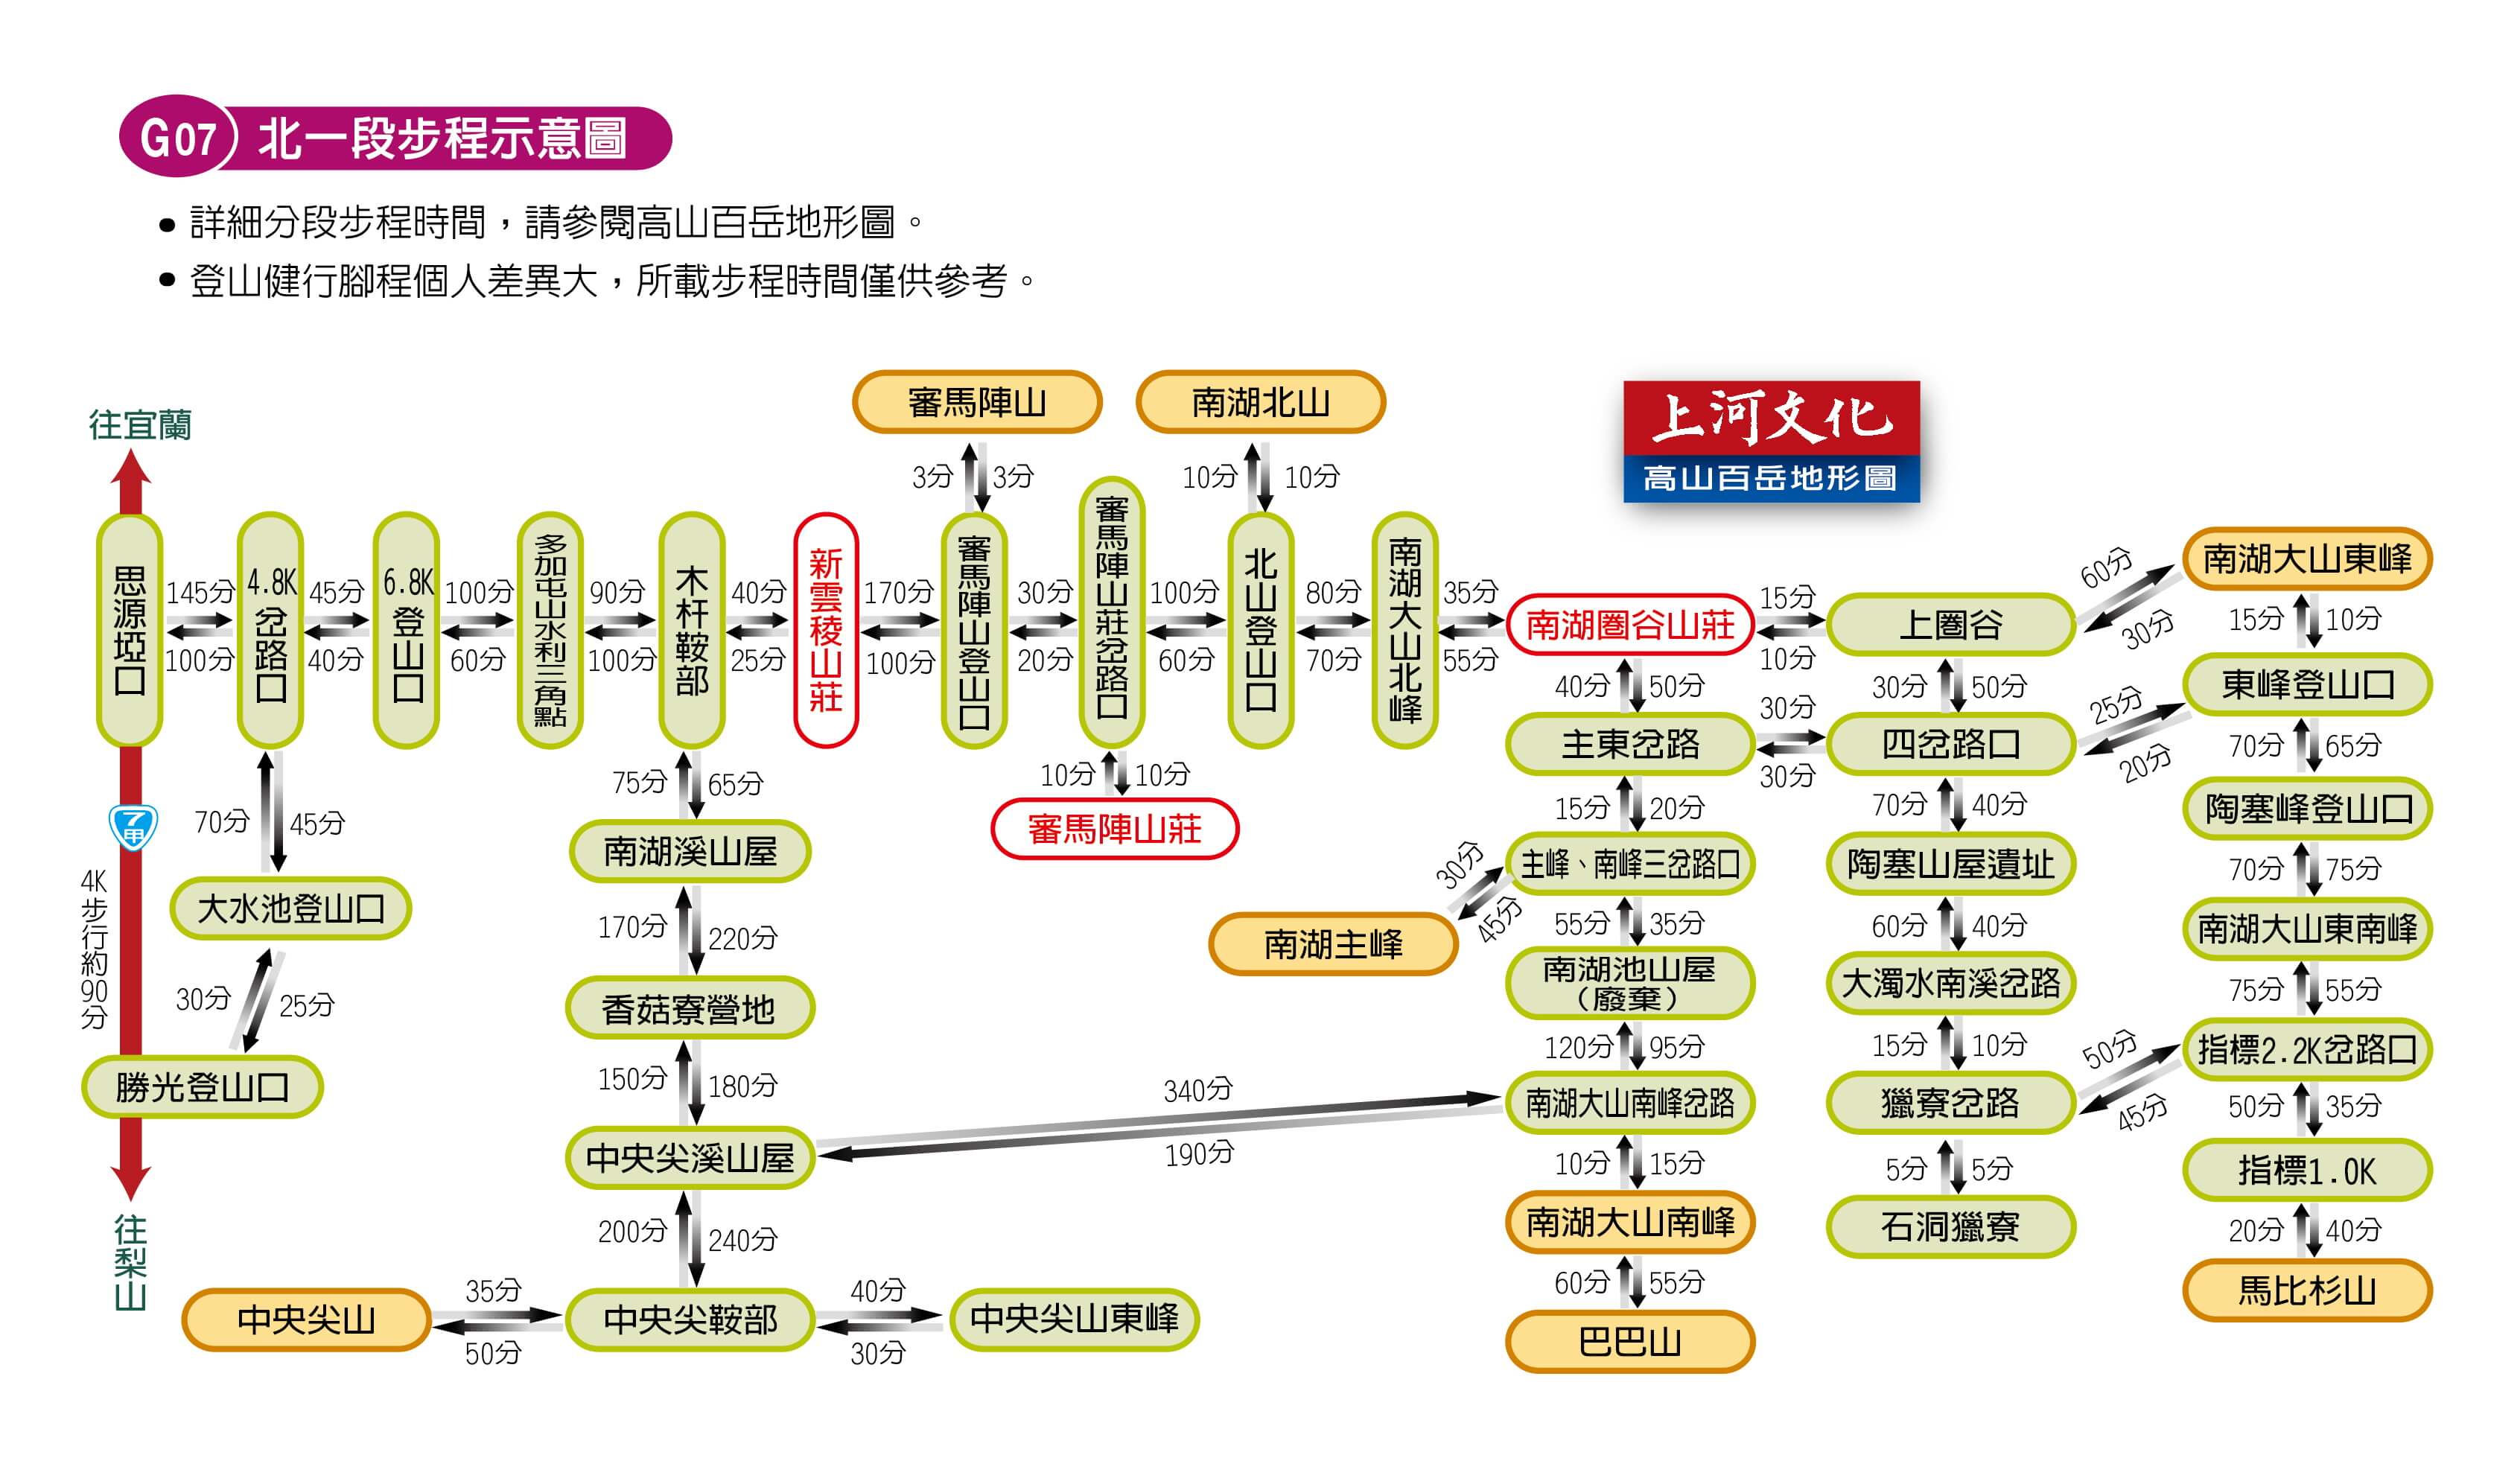 G07 北一段步程示意圖
● 詳細分段步程時間，請參閱高山百岳地形圖。
● 登山健行腳程個人差異大，所載步程時間僅供參考。
上河文化
高山百岳地形圖
往宜蘭
審馬陣山
南湖北山
3分
3分
10分
10分
思源埡口
145分
100分
4.8K岔路口
45分
40分
6.8K登山口
100分
60分
多加屯山水利三角點
90分
100分
木杆鞍部
40分
25分
新雲稜山莊
170分
100分
審馬陣山登山口
30分
20分
審馬陣山莊岔路口
100分
60分
北山登山口
80分
70分
南湖大山北峰
35分
55分
南湖圈谷山莊
15分
10分
上圈谷
60分
30分
南湖大山東峰
15分
10分
40分
50分
30分
50分
東峰登山口
主東岔路
30分
30分
四岔路口
25分
20分
70分
65分
7甲
4K步行約90分
70分
45分
75分
65分
10分
10分
15分
20分
70分
40分
陶塞峰登山口
南湖溪山屋
審馬陣山莊
主峰、南峰三岔路口
陶塞山屋遺址
70分
75分
大水池登山口
30分
45分
170分
220分
南湖主峰
55分
35分
60分
40分
南湖大山東南峰
30分
25分
香菇寮營地
南湖池山屋
（廢棄）
大濁水南溪岔路
75分
55分
150分
180分
120分
95分
15分
10分
50分
45分
指標2.2K岔路口
勝光登山口
340分
190分
南湖大山南峰岔路
獵寮岔路
50分
35分
中央尖溪山屋
10分
15分
5分
5分
指標1.0K
往梨山
200分
240分
南湖大山南峰
石洞獵寮
20分
40分
中央尖山
35分
50分
中央尖鞍部
40分
30分
中央尖山東峰
60分
55分
馬比杉山
巴巴山